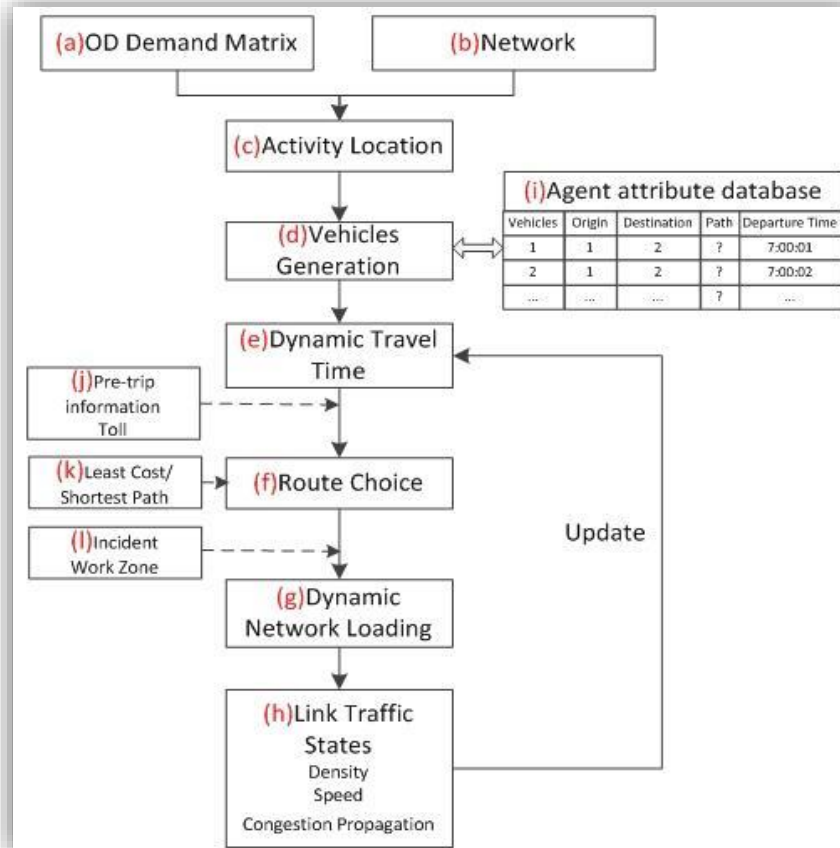 (a)OD Demand Matrix
(b)Network
(c)Activity Location
(i)Agent attribute database
Vehicles Origin Destination Path Departure Time
1 1 2 ? 7:00:01
2 1 2 ? 7:00:02
... ... ... ? ...
(d)Vehicles
Generation
(e)Dynamic Travel
Time
(j)Pre-trip
information
Toll
(k)Least Cost/
Shortest Path
(f)Route Choice
(l)Incident
Work Zone
Update
(g)Dynamic
Network Loading
(h)Link Traffic
States
Density
Speed
Congestion Propagation